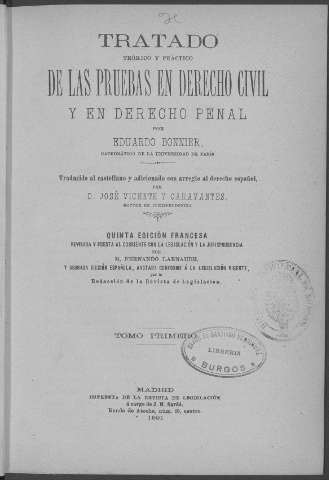 TRATADO
TEÓRICO Y PRÁCTICO
DE LAS PRUEBAS EN DERECHO CIVIL
Y EN DERECHO PENAL
POR
EDUARDO BONNIER,
CATEDRÁTICO DE LA UNIVERSIDAD DE PARÍS
Traducido al castellano y adicionado con arreglo al derecho español,
POR
D. JOSÉ VICENTE Y CARAVANTES,
DOCTOR EN JURISPRUDENCIA
QUINTA EDICIÓN FRANCESA
REVISADA Y PUESTA AL CORRIENTE CON LA LEGISLACIÓN Y LA JURISPRUDENCIA
POR
M. FERNANDO LARNAUDE,
Y SEGUNDA EDICIÓN ESPAÑOLA, ANOTADA CONFORME Á LA LEGISLACIÓN VIGENTE,
por la
Redacción de la Revista de Legislación.
TOMO PRIMERO
SANTIAGO
LIBRERIA
BURGOS
MADRID
IMPRENTA DE LA REVISTA DE LEGISLACIÓN
á cargo de J. M. Sardá,
Ronda de Atocha, núm. 15, centro.
1891